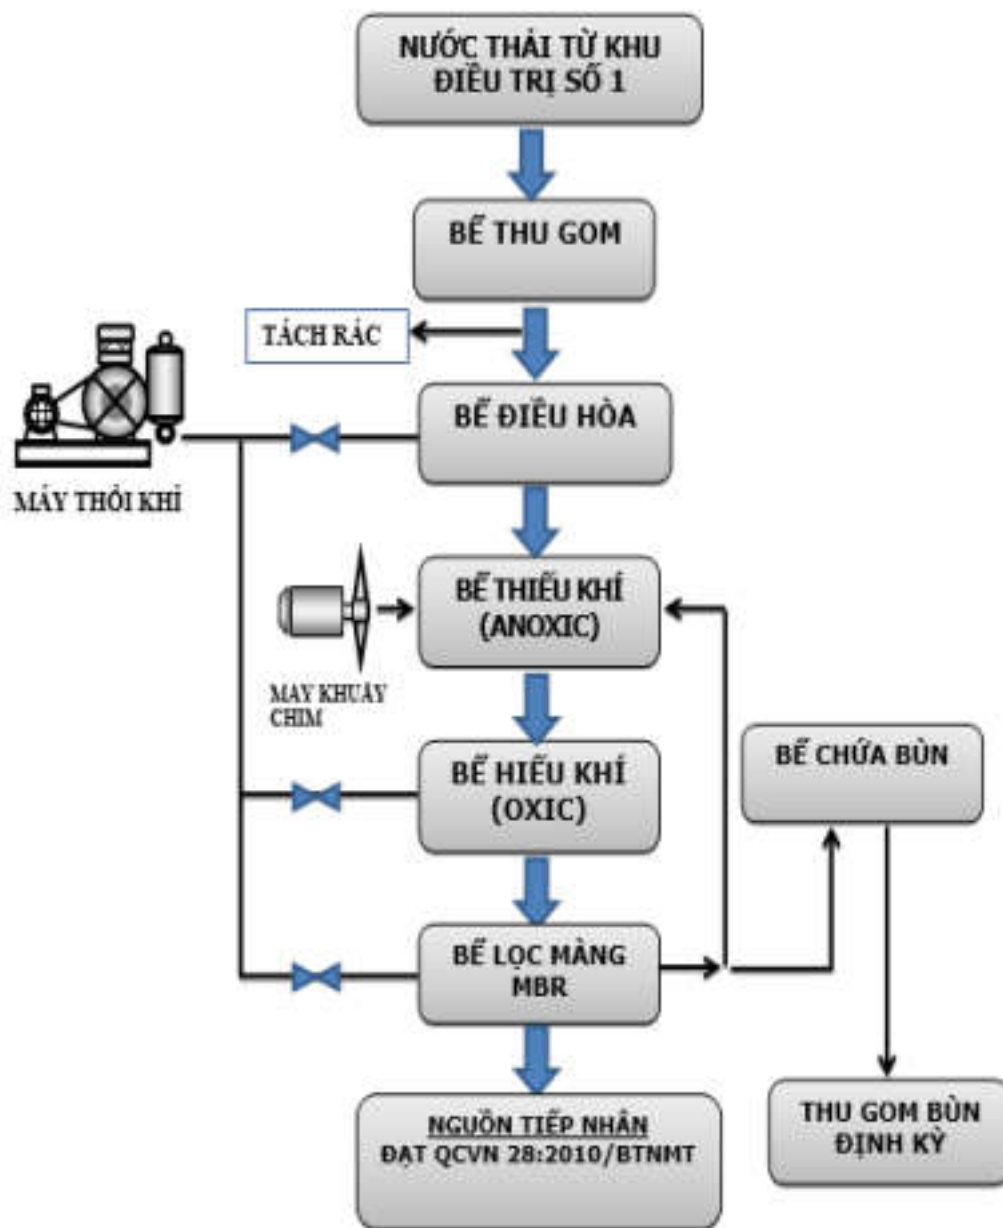 NƯỚC THẢI TỪ KHU
ĐIỀU TRỊ SỐ 1
BỂ THU GOM
TÁCH RÁC
BỂ ĐIỀU HÒA
MÁY THỔI KHÍ
BỂ THIẾU KHÍ
(ANOXIC)
MAY KHUẤY
CHIM
BỂ HIẾU KHÍ
(OXIC)
BỂ CHỨA BÙN
BỂ LỌC MÀNG
MBR
NGUỒN TIẾP NHÂN
ĐẠT QCVN 28:2010/BTNMT
THU GOM BÙN
ĐỊNH KỲ